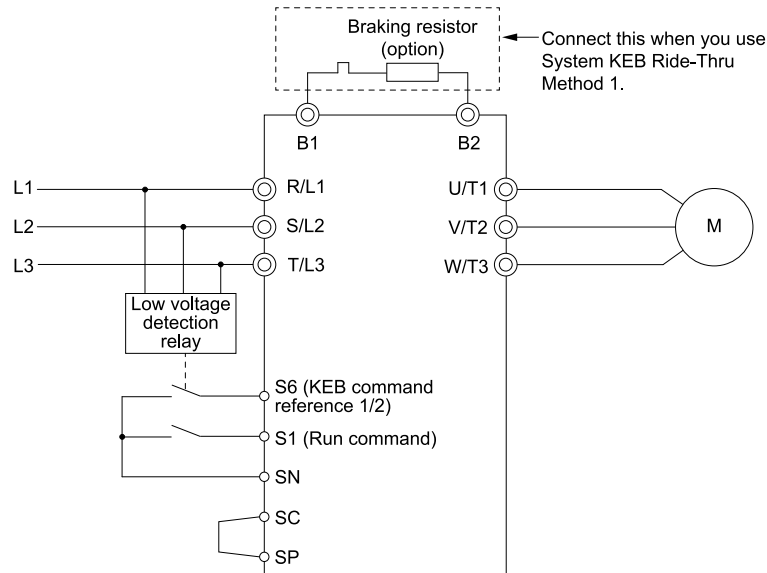 Braking resistor
(option)
Connect this when you use
System KEB Ride-Thru
Method 1.
B1
B2
L1
R/L1
U/T1
L2
S/L2
V/T2
M
L3
T/L3
W/T3
Low voltage
detection
relay
S6 (KEB command
reference 1/2)
S1 (Run command)
SN
SC
SP